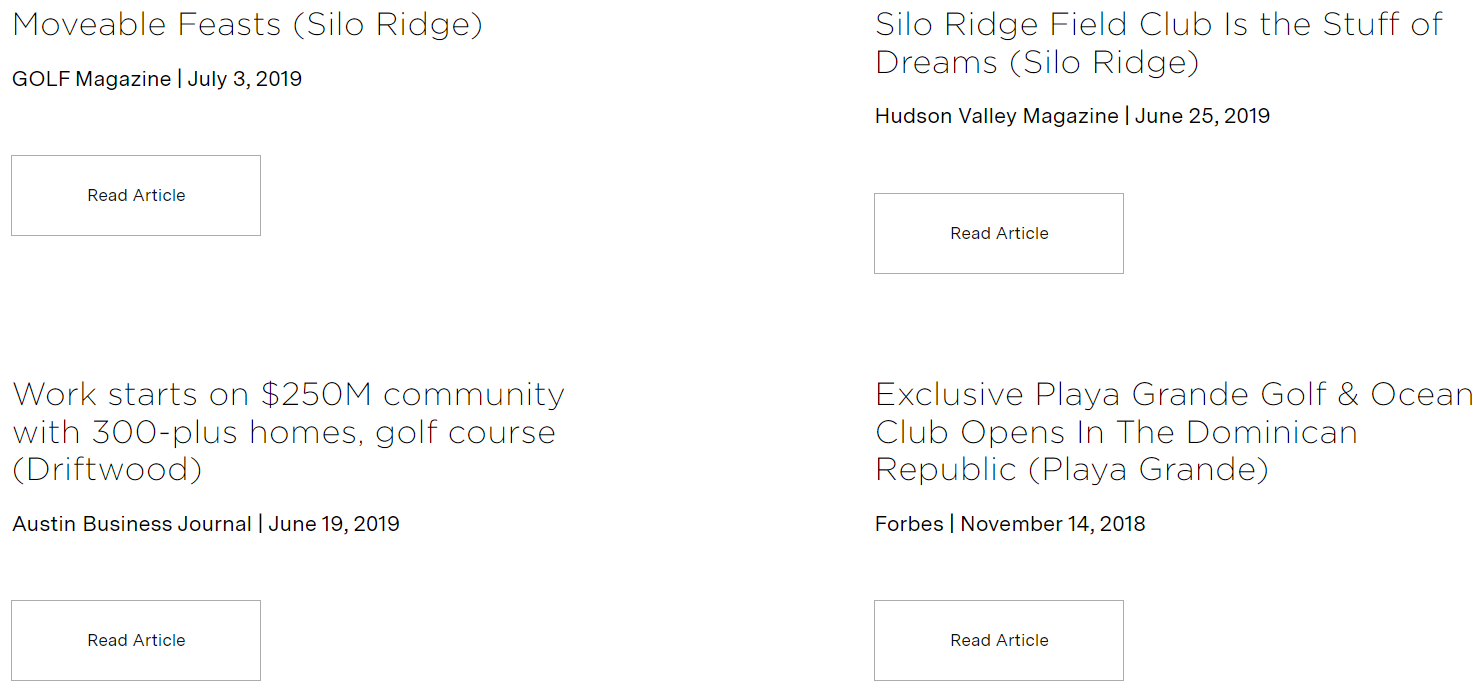 Moveable Feasts (Silo Ridge)
GOLF Magazine | July 3, 2019
Read Article
Silo Ridge Field Club Is the Stuff of
Dreams (Silo Ridge)
Hudson Valley Magazine | June 25, 2019
Read Article
Work starts on $250M community
with 300-plus homes, golf course
(Driftwood)
Austin Business Journal | June 19, 2019
Read Article
Exclusive Playa Grande Golf & Ocean
Club Opens In The Dominican
Republic (Playa Grande)
Forbes | November 14, 2018
Read Article